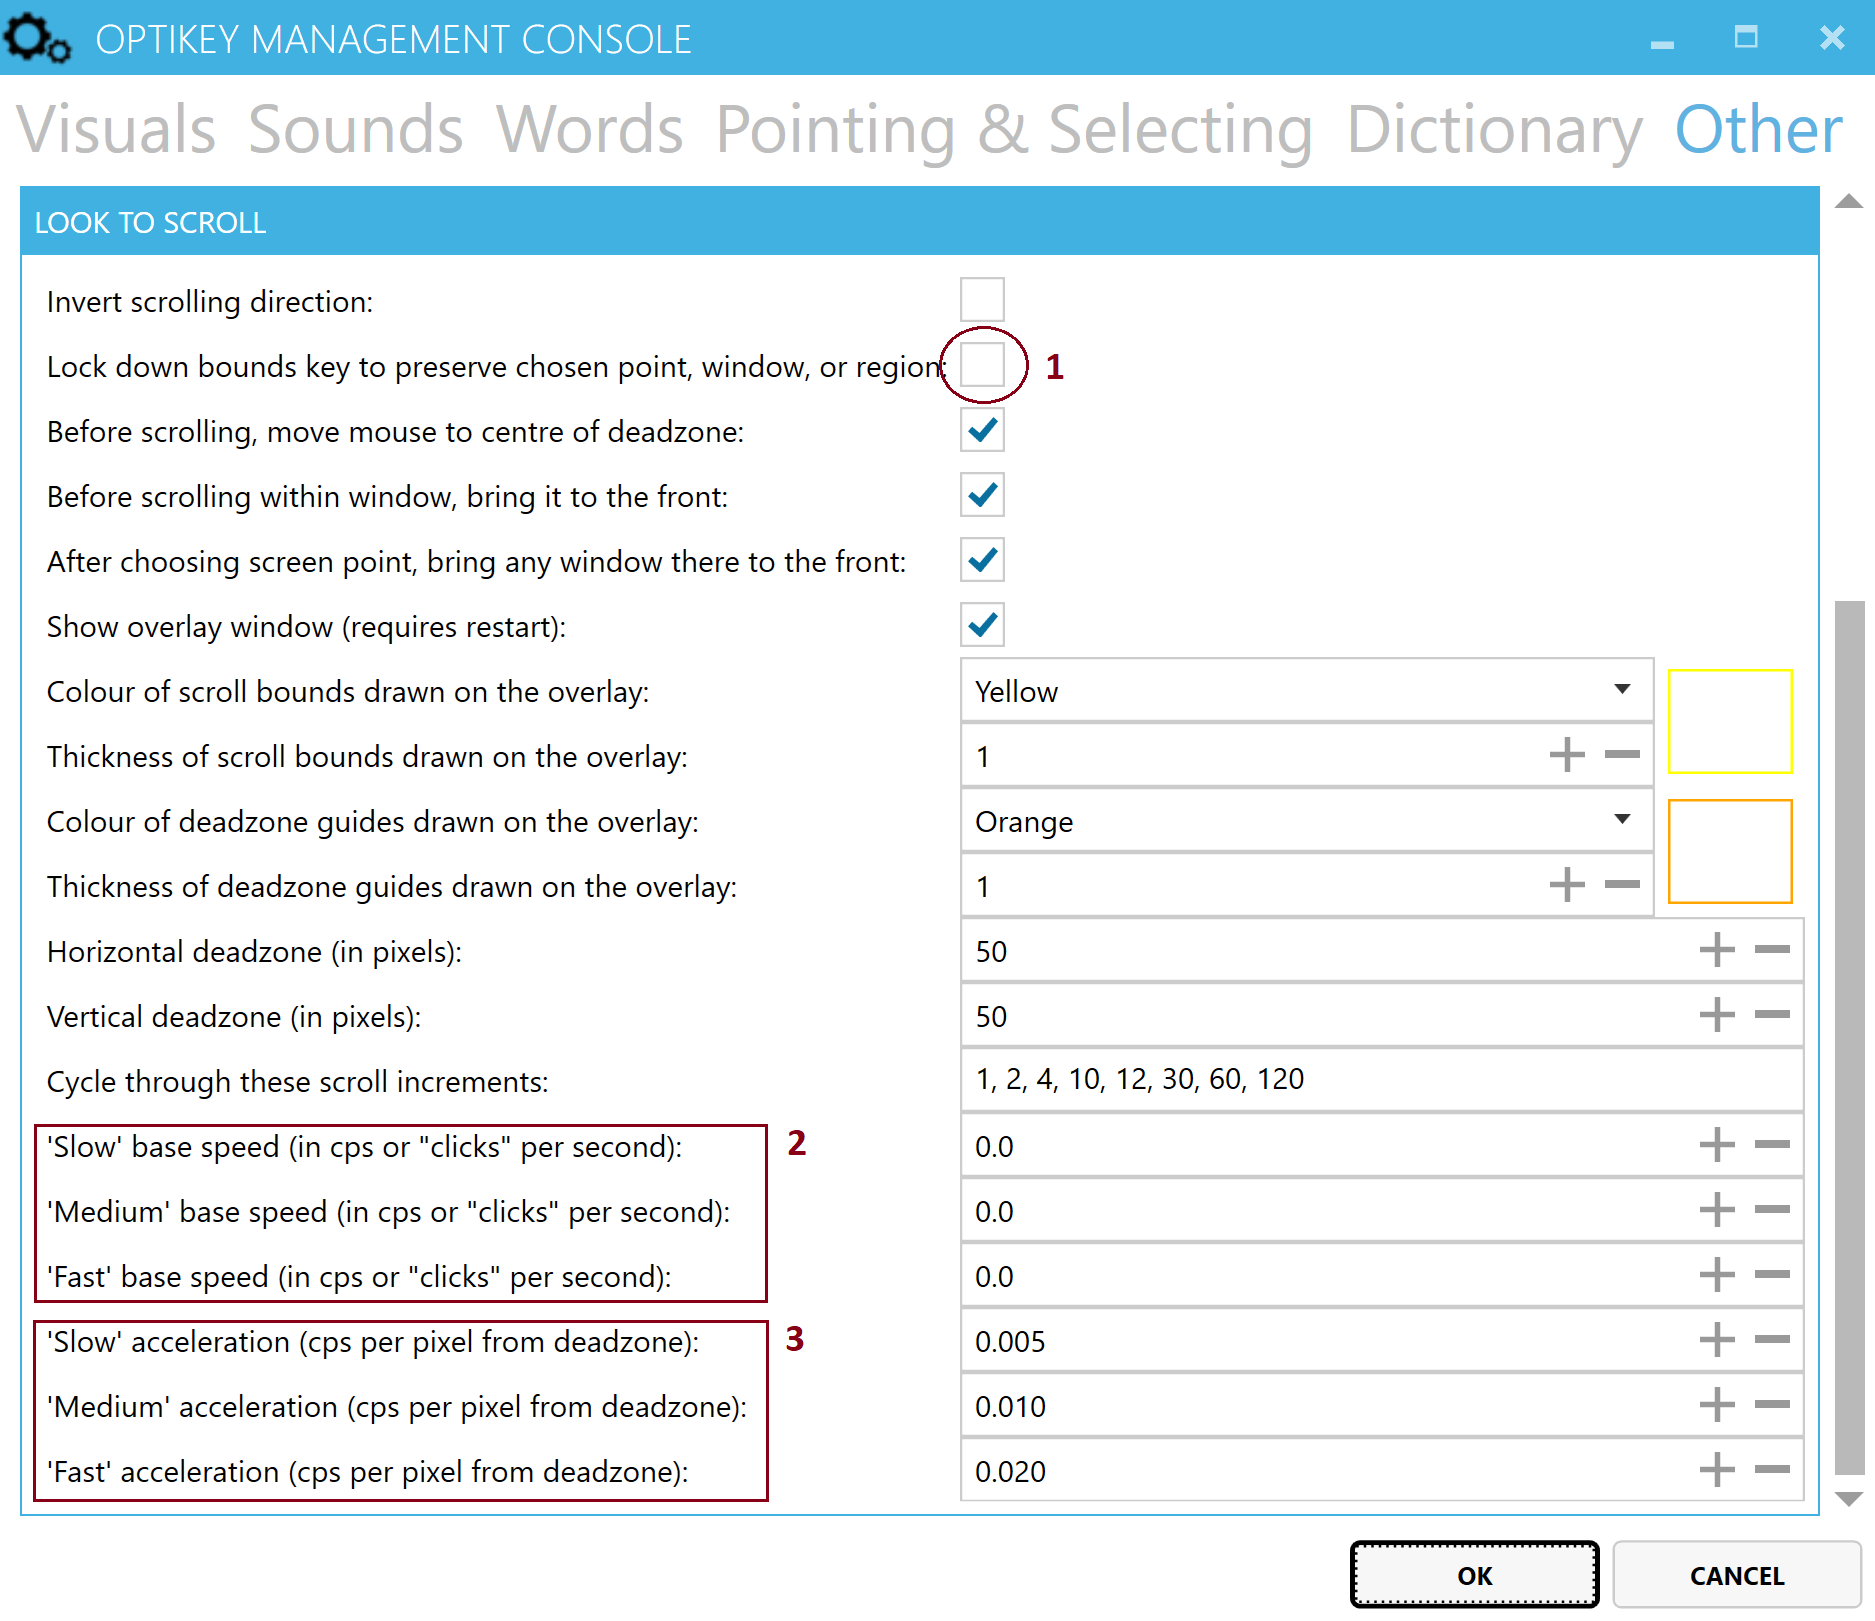 OPTIKEY MANAGEMENT CONSOLE
Visuals Sounds Words Pointing & Selecting Dictionary Other
LOOK TO SCROLL
Invert scrolling direction:
Lock down bounds key to preserve chosen point, window, or region: 1
Before scrolling, move mouse to centre of deadzone:
Before scrolling within window, bring it to the front:
After choosing screen point, bring any window there to the front:
Show overlay window (requires restart):
Colour of scroll bounds drawn on the overlay: Yellow
Thickness of scroll bounds drawn on the overlay: 1
Colour of deadzone guides drawn on the overlay: Orange
Thickness of deadzone guides drawn on the overlay: 1
Horizontal deadzone (in pixels): 50
Vertical deadzone (in pixels): 50
Cycle through these scroll increments: 1, 2, 4, 10, 12, 30, 60, 120
'Slow' base speed (in cps or "clicks" per second): 2 0.0
'Medium' base speed (in cps or "clicks" per second): 0.0
'Fast' base speed (in cps or "clicks" per second): 0.0
'Slow' acceleration (cps per pixel from deadzone): 3 0.005
'Medium' acceleration (cps per pixel from deadzone): 0.010
'Fast' acceleration (cps per pixel from deadzone): 0.020
OK CANCEL